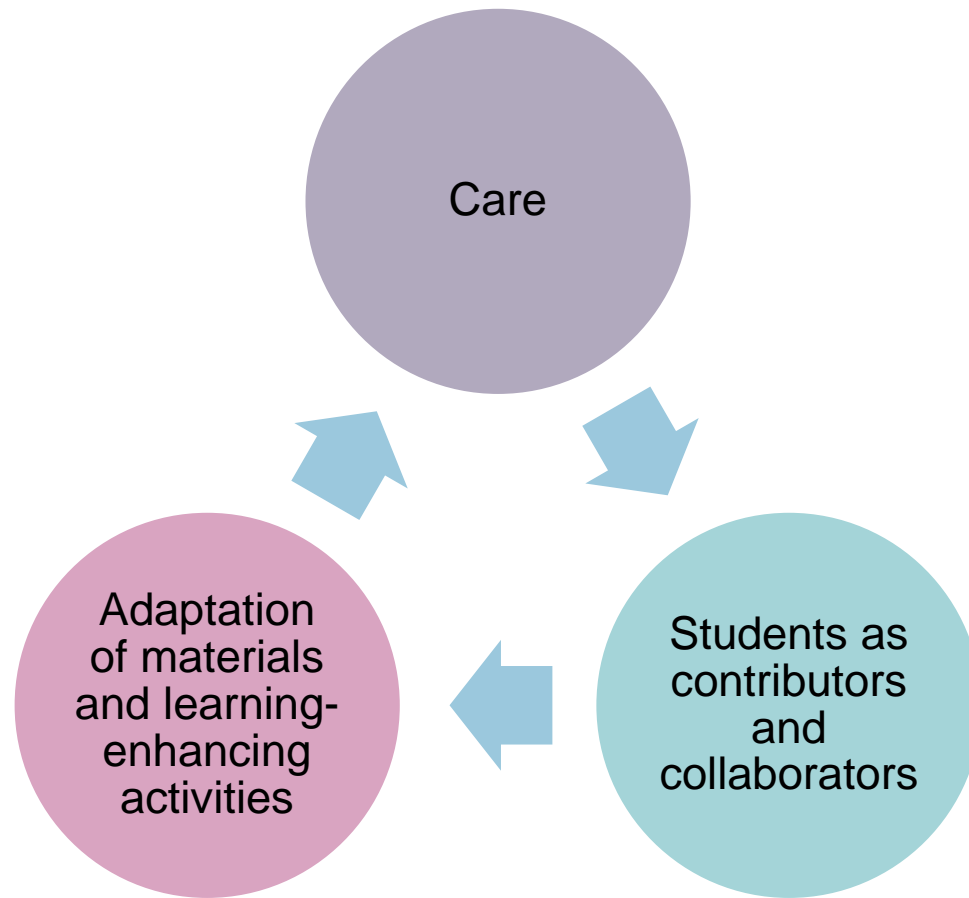 Care
Students as
contributors
and
collaborators
Adaptation
of materials
and learning-
enhancing
activities